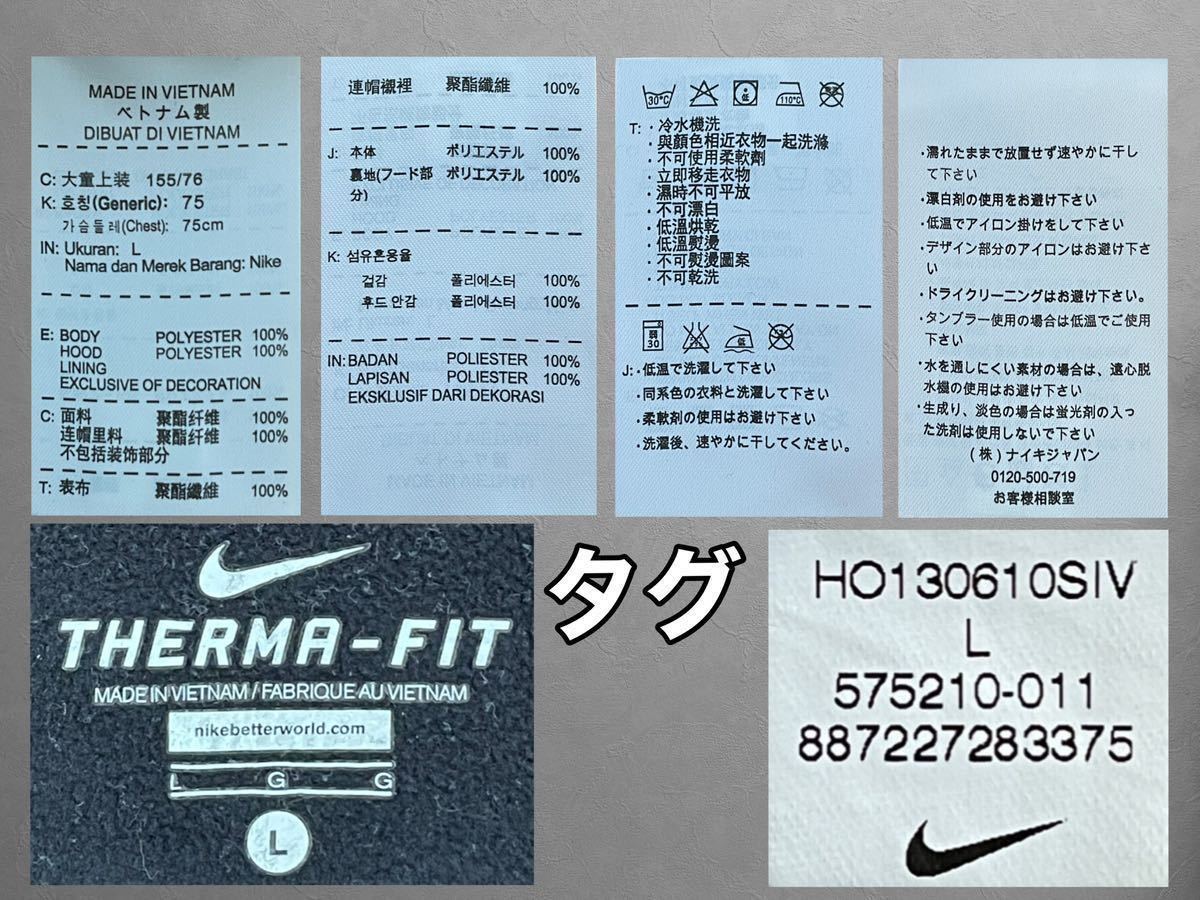 MADE IN VIETNAM
ベトナム製
DIBUAT DI VIETNAM
C: 大童上装 155/76
K: 호칭(Generic): 75
가슴둘레(Chest): 75cm
IN: Ukuran: L
Nama dan Merek Barang: Nike
E: BODY POLYESTER 100%
HOOD POLYESTER 100%
LINING
EXCLUSIVE OF DECORATION
C: 面料 聚酯纤维 100%
连帽里料 聚酯纤维 100%
不包括装饰部分
T: 表布 聚酯纖維 100%
連帽襯裡 聚酯纖維 100%
J: 本体 ポリエステル 100%
裏地(フード部 ポリエステル 100%
分)
K: 섬유혼용율
겉감 폴리에스터 100%
후드 안감 폴리에스터 100%
IN: BADAN POLIESTER 100%
LAPISAN POLIESTER 100%
EKSKLUSIF DARI DEKORASI
30°C 低 110°C
T: ・冷水機洗
・與顏色相近衣物一起洗滌
・不可使用柔軟劑
・立即移走衣物
・濕時不可平放
・不可漂白
・低溫烘乾
・低溫熨燙
・不可熨燙圖案
・不可乾洗
30 低
J: ・低温で洗濯して下さい
・同系色の衣料と洗濯して下さい
・柔軟剤の使用はお避け下さい
・洗濯後、速やかに干してください。
・濡れたままで放置せず速やかに干し
て下さい
・漂白剤の使用をお避け下さい
・低温でアイロン掛けをして下さい
・デザイン部分のアイロンはお避け下さ
い
・ドライクリーニングはお避け下さい。
・タンブラー使用の場合は低温でご使用
下さい
・水を通しにくい素材の場合は、遠心脱
水機の使用はお避け下さい
・生成り、淡色の場合は蛍光剤の入っ
た洗剤は使用しないで下さい
(株)ナイキジャパン
0120-500-719
お客様相談室
THERMA-FIT
MADE IN VIETNAM / FABRIQUE AU VIETNAM
nikebetterworld.com
L G G
L
タグ
HO130610SIV
L
575210-011
887227283375